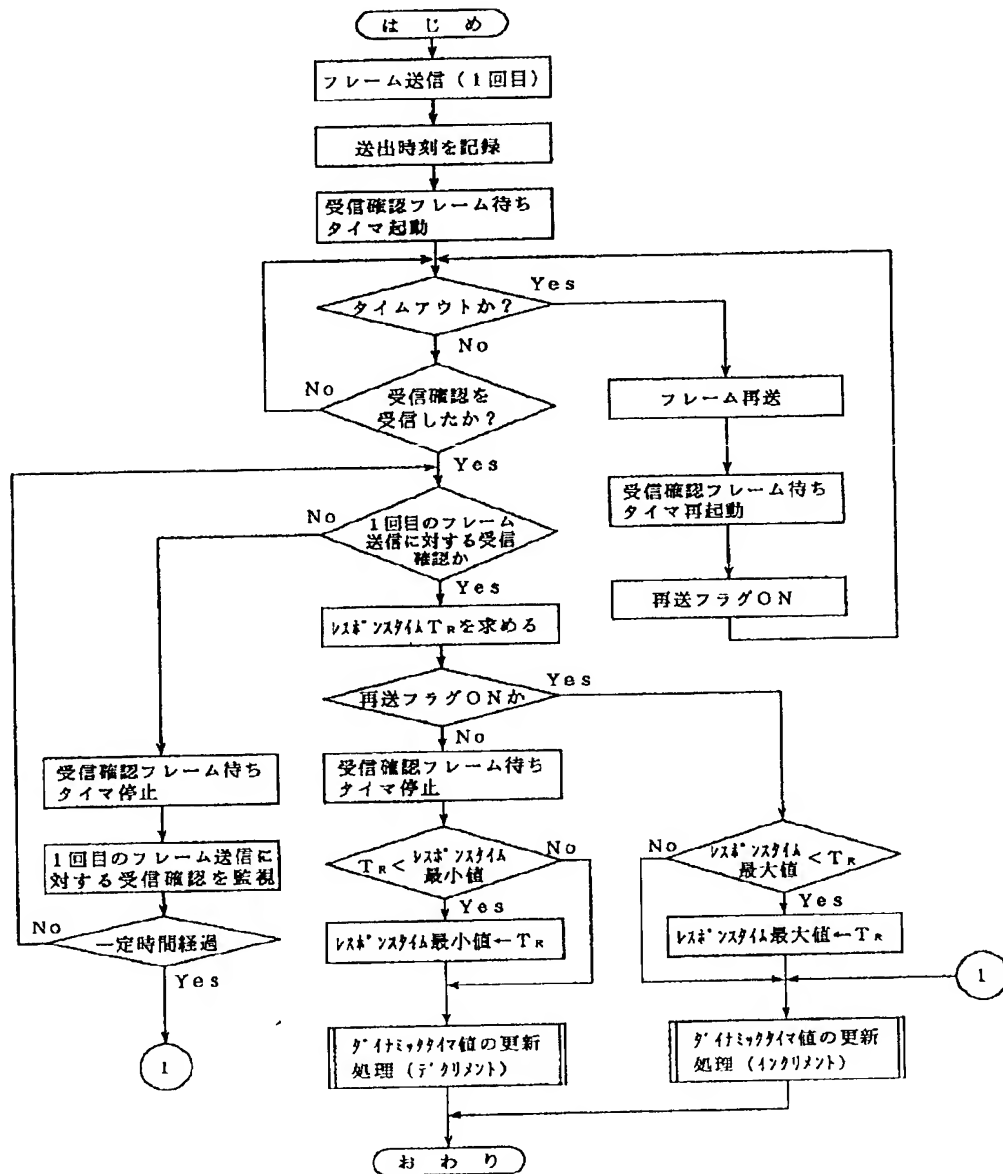 はじめ
フレーム送信（1回目）
送出時刻を記録
受信確認フレーム待ち
タイマ起動
タイムアウトか？
Yes
No
受信確認を
受信したか？
No
Yes
フレーム再送
受信確認フレーム待ち
タイマ再起動
再送フラグON
1回目のフレーム
送信に対する受信
確認か
No
Yes
ﾚｽﾎﾟﾝｽﾀｲﾑTRを求める
再送フラグONか
Yes
No
受信確認フレーム待ち
タイマ停止
受信確認フレーム待ち
タイマ停止
1回目のフレーム送信に
対する受信確認を監視
No
一定時間経過
Yes
1
TR＜ﾚｽﾎﾟﾝｽﾀｲﾑ
最小値
No
Yes
ﾚｽﾎﾟﾝｽﾀｲﾑ最小値←TR
No
ﾚｽﾎﾟﾝｽﾀｲﾑ
最大値＜TR
Yes
ﾚｽﾎﾟﾝｽﾀｲﾑ最大値←TR
1
ﾀﾞｲﾅﾐｯｸﾀｲﾏ値の更新
処理（ﾃﾞｸﾘﾒﾝﾄ）
ﾀﾞｲﾅﾐｯｸﾀｲﾏ値の更新
処理（ｲﾝｸﾘﾒﾝﾄ）
おわり